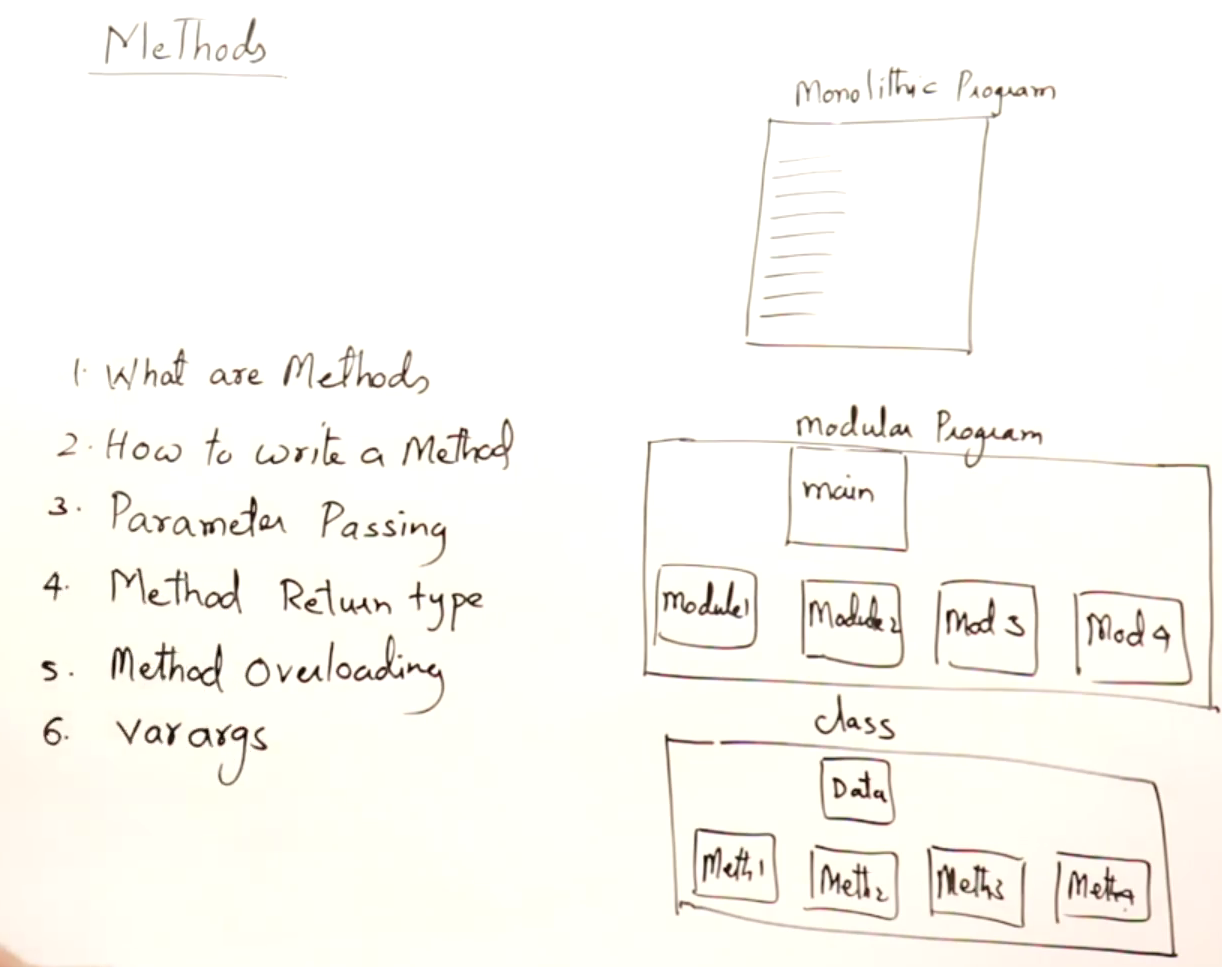 Methods
1. What are Methods
2. How to write a Method
3. Parameter Passing
4. Method Return type
5. Method Overloading
6. Varargs
Monolithic Program
Modular Program
main
Module1
Module2
Mod 3
Mod 4
class
Data
Meth1
Meth2
Meth3
Meth4